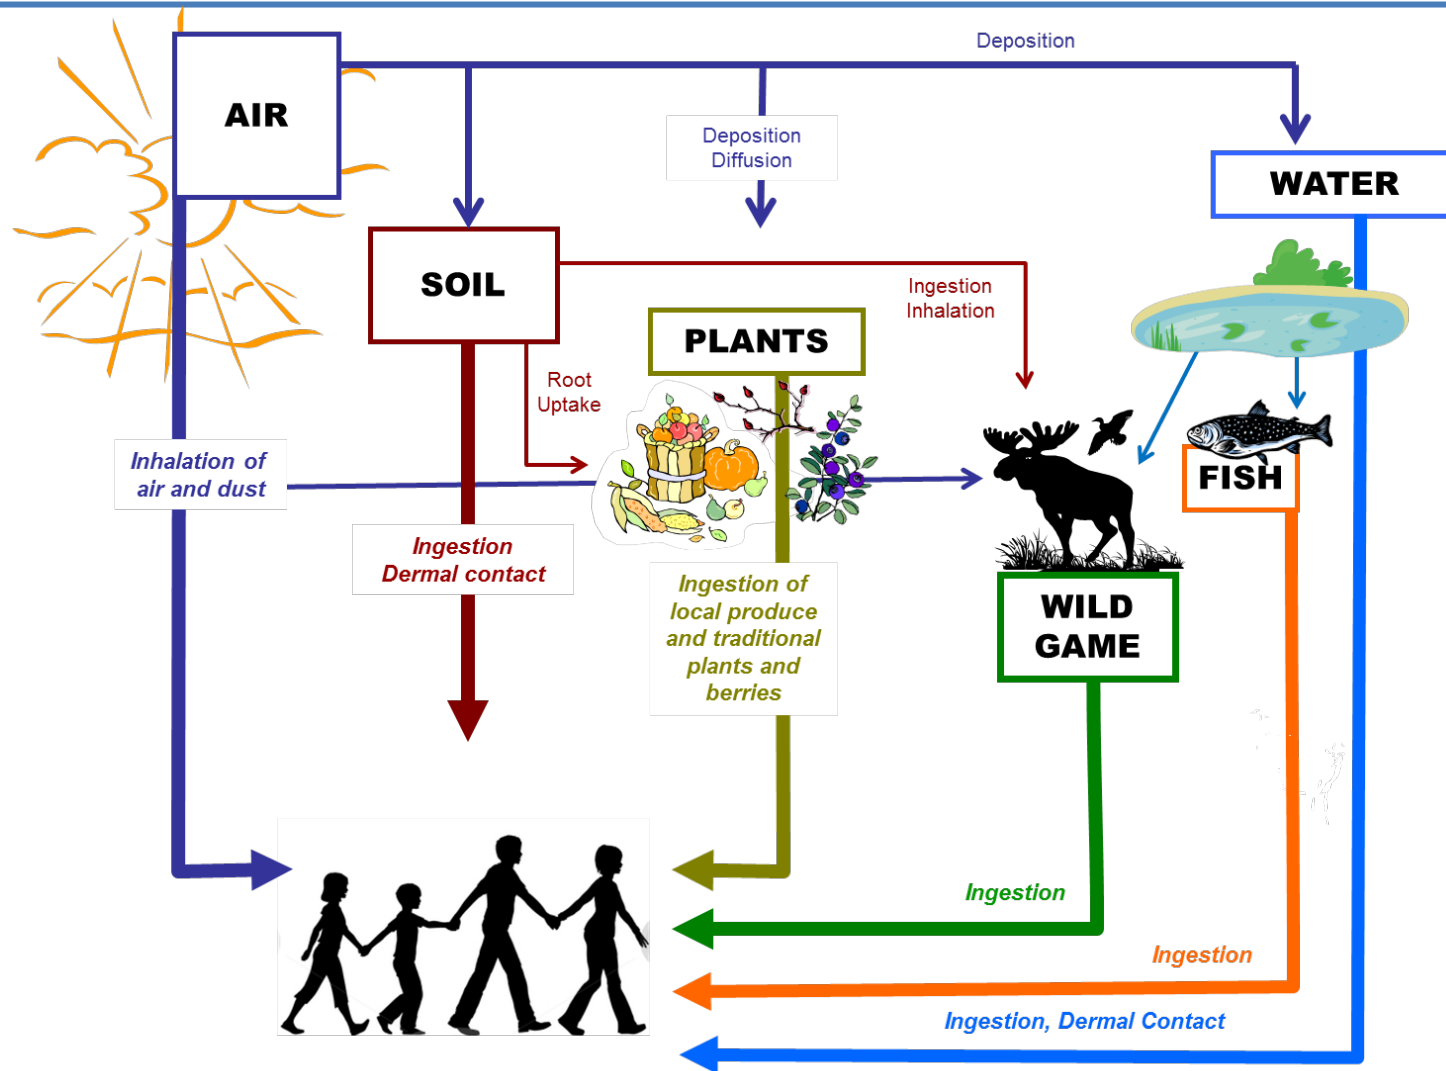 Deposition
AIR
Deposition
Diffusion
WATER
SOIL
Ingestion
Inhalation
PLANTS
Root
Uptake
Inhalation of
air and dust
FISH
Ingestion
Dermal contact
Ingestion of
local produce
and traditional
plants and
berries
WILD
GAME
Ingestion
Ingestion
Ingestion, Dermal Contact